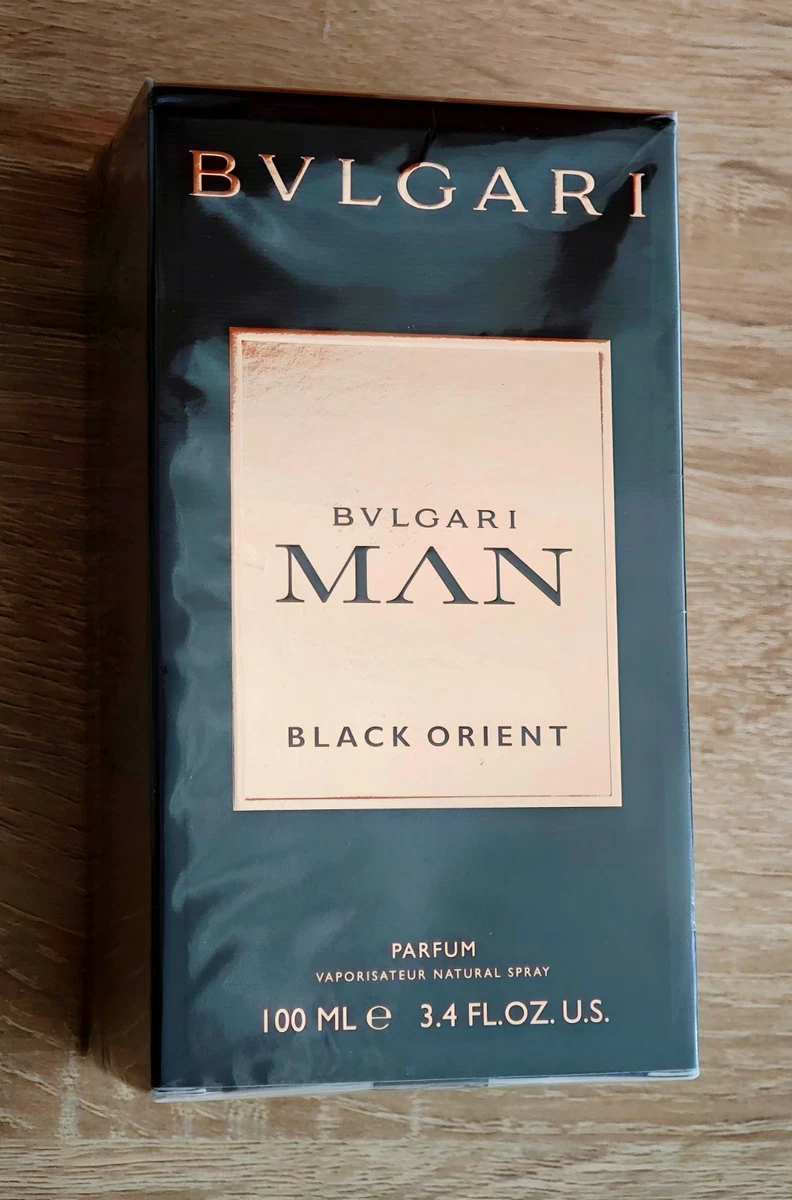 BVLGARI
BVLGARI
MAN
BLACK ORIENT
PARFUM
VAPORISATEUR NATURAL SPRAY
100 ML ℮ 3.4 FL.OZ. U.S.